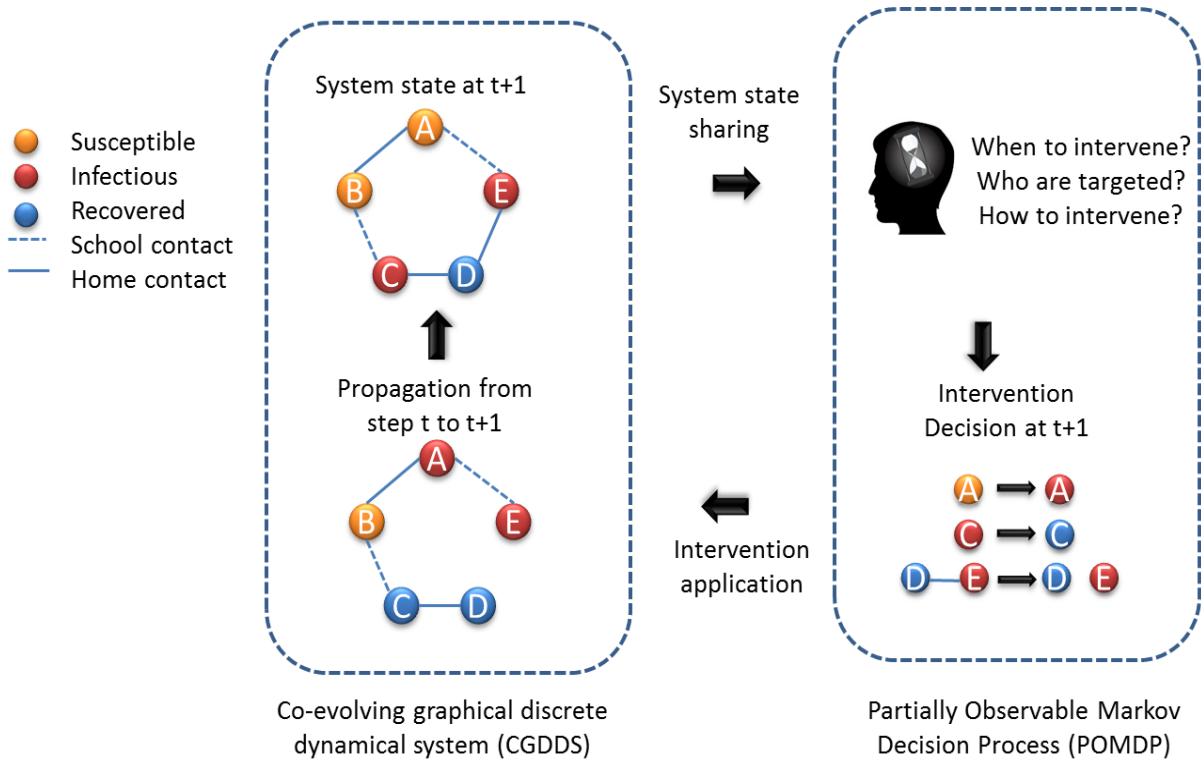 Susceptible
Infectious
Recovered
School contact
Home contact
System state at t+1
A
B
E
C
D
Propagation from
step t to t+1
A
B
E
C
D
Co-evolving graphical discrete
dynamical system (CGDDS)
System state
sharing
Intervention
application
When to intervene?
Who are targeted?
How to intervene?
Intervention
Decision at t+1
A A
C C
D E D E
Partially Observable Markov
Decision Process (POMDP)